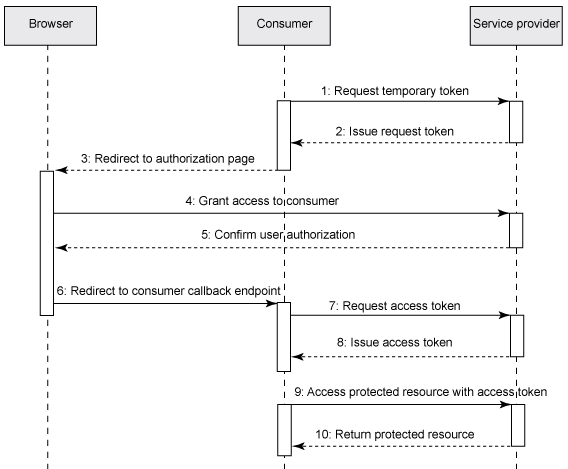 Browser
Consumer
Service provider
1: Request temporary token
2: Issue request token
3: Redirect to authorization page
4: Grant access to consumer
5: Confirm user authorization
6: Redirect to consumer callback endpoint
7: Request access token
8: Issue access token
9: Access protected resource with access token
10: Return protected resource